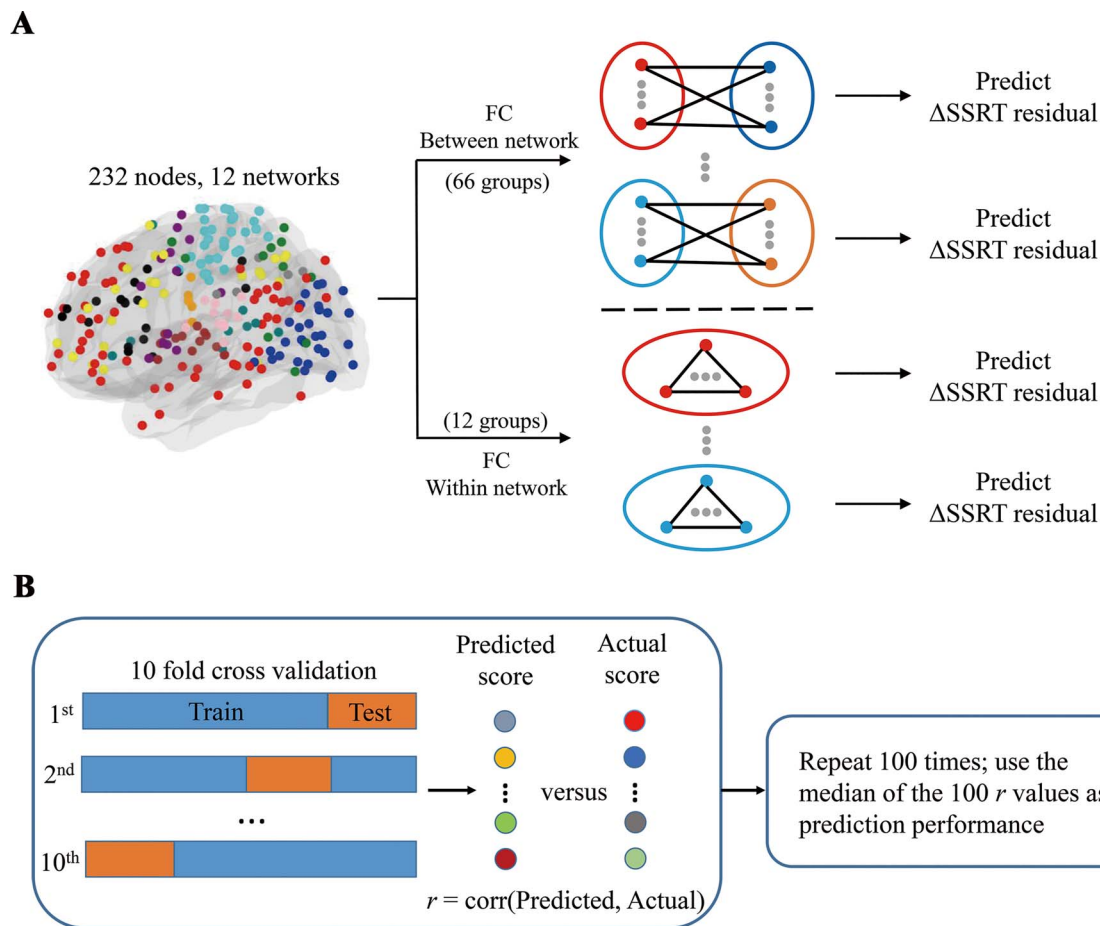 A
232 nodes, 12 networks
FC
Between network
(66 groups)
(12 groups)
FC
Within network
Predict
ΔSSRT residual
Predict
ΔSSRT residual
Predict
ΔSSRT residual
Predict
ΔSSRT residual
B
10 fold cross validation
1st
Train
Test
2nd
...
10th
Predicted
score
Actual
score
versus
r = corr(Predicted, Actual)
Repeat 100 times; use the
median of the 100 r values as
prediction performance